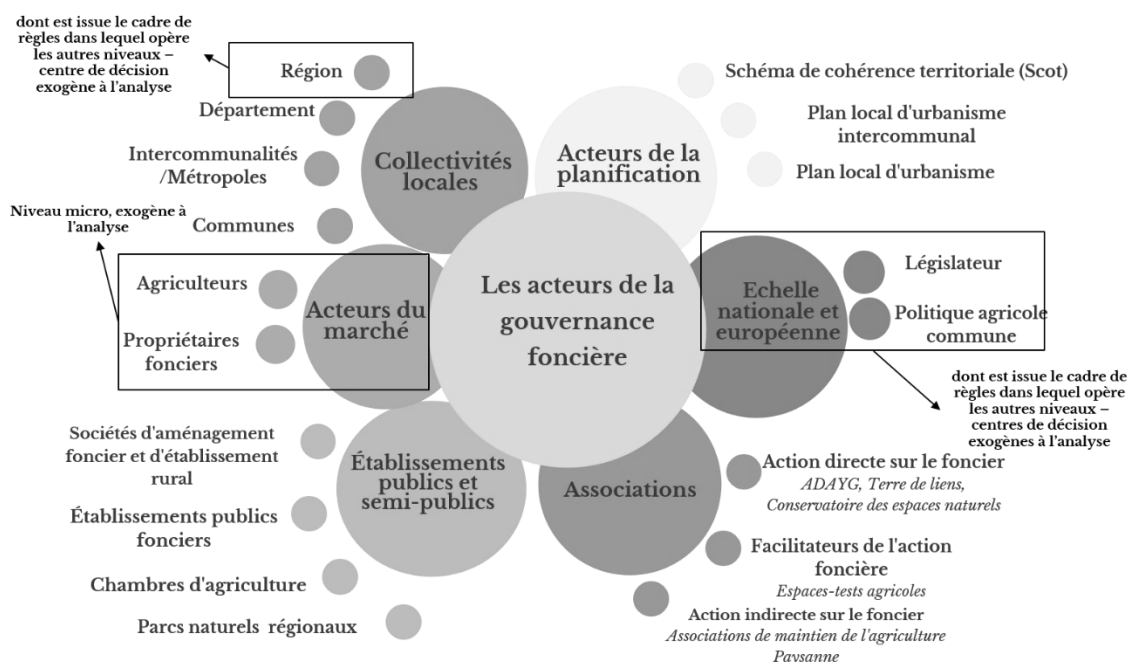 dont est issue le cadre de
règles dans lequel opère
les autres niveaux –
centre de décision
exogène à l'analyse
Région
Département
Intercommunalités
/Métropoles
Communes
Collectivités
locales
Acteurs de la
planification
Schéma de cohérence territoriale (Scot)
Plan local d'urbanisme
intercommunal
Plan local d'urbanisme
Niveau micro, exogène à
l'analyse
Agriculteurs
Propriétaires
fonciers
Acteurs du
marché
Les acteurs de la
gouvernance
foncière
Echelle
nationale et
européenne
Législateur
Politique agricole
commune
dont est issue le cadre de
règles dans lequel opère
les autres niveaux –
centres de décision
exogènes à l'analyse
Sociétés d'aménagement
foncier et d'établissement
rural
Établissements publics
fonciers
Chambres d'agriculture
Parcs naturels régionaux
Établissements
publics et
semi-publics
Associations
Action directe sur le foncier
ADAYG, Terre de liens,
Conservatoire des espaces naturels
Facilitateurs de l'action
foncière
Espaces-tests agricoles
Action indirecte sur le foncier
Associations de maintien de l'agriculture
Paysanne